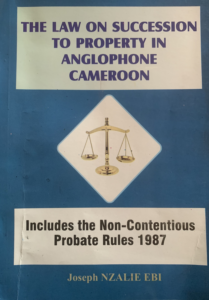 THE LAW ON SUCCESSION
TO PROPERTY IN
ANGLOPHONE
CAMEROON
Includes the Non-Contentious
Probate Rules 1987
Joseph NZALIE EBI